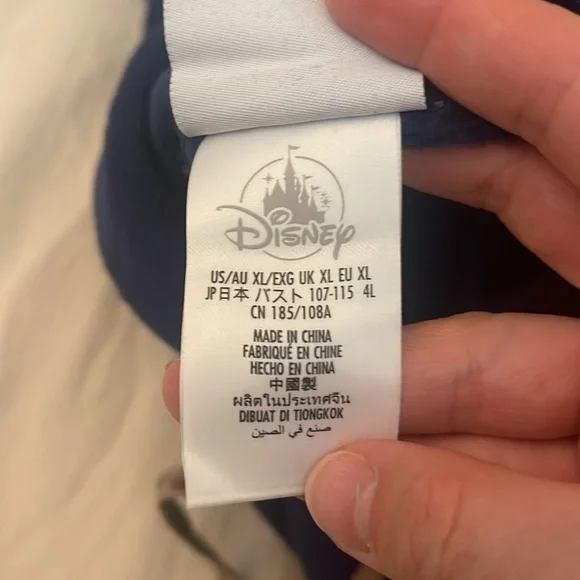 Disney
US/AU XL/EXG UK XL EU XL
JP日本 バスト 107-115 4L
CN 185/108A
MADE IN CHINA
FABRIQUÉ EN CHINE
HECHO EN CHINA
中國製
ผลิตในประเทศจีน
DIBUAT DI TIONGKOK
صنع في الصين